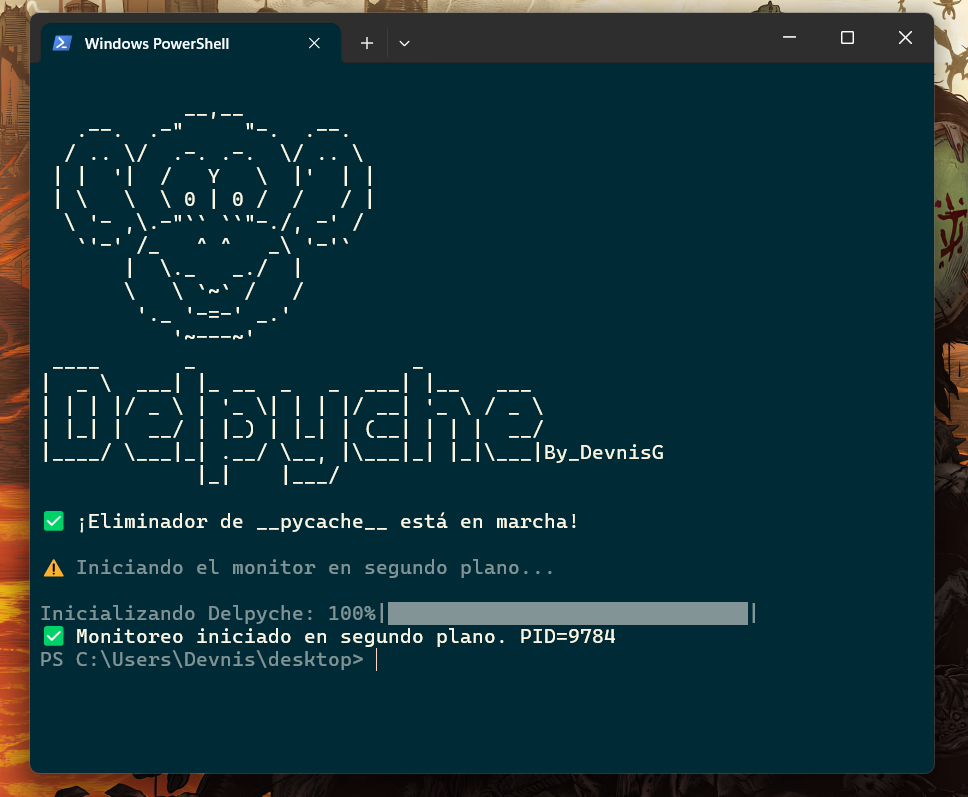 Windows PowerShell
Delpyche
By_DevnisG
✅ ¡Eliminador de __pycache__ está en marcha!
⚠ Iniciando el monitor en segundo plano...
Inicializando Delpyche: 100%| |
✅ Monitoreo iniciado en segundo plano. PID=9784
PS C:\Users\Devnis\desktop>